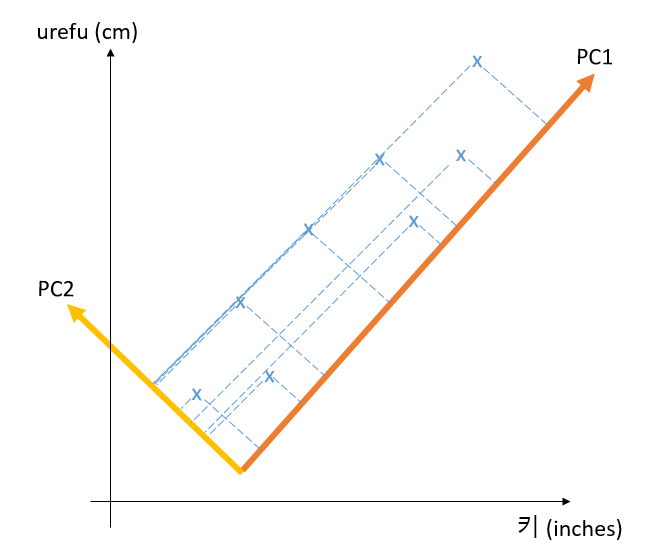 urefu (cm)
PC1
PC2
키 (inches)